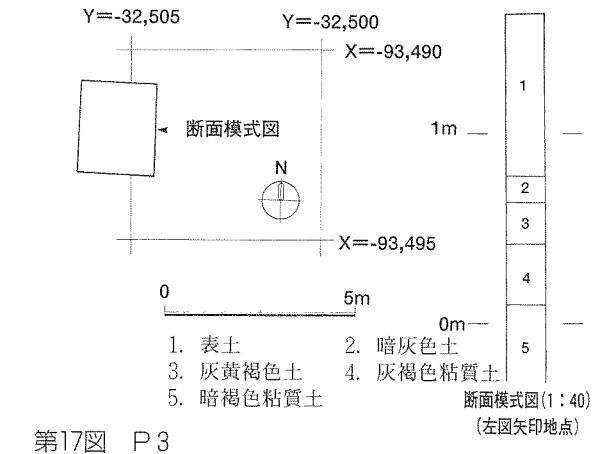 Y=-32,505
Y=-32,500
X=-93,490
断面模式図
N
X=-93,495
0
5m
1
1m
2
3
4
0m
5
1. 表土
2. 暗灰色土
3. 灰黄褐色土
4. 灰褐色粘質土
5. 暗褐色粘質土
断面模式図(1:40)
(左図矢印地点)
第17図 P3